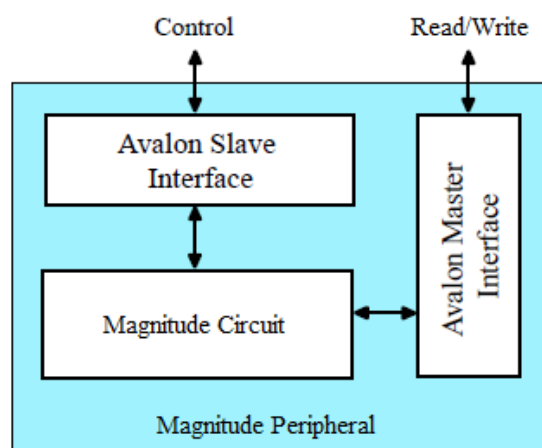 Control
Read/Write
Avalon Slave
Interface
Avalon Master
Interface
Magnitude Circuit
Magnitude Peripheral